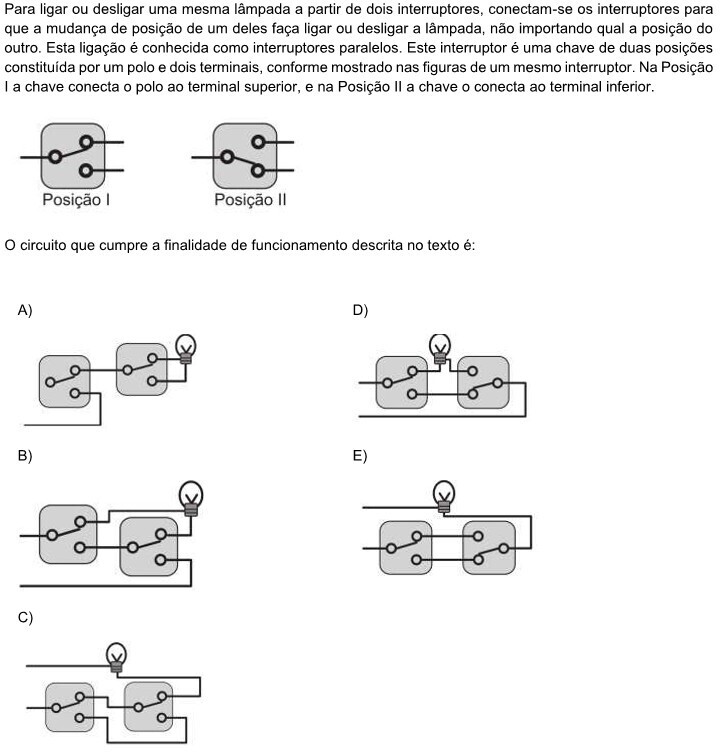 Para ligar ou desligar uma mesma lâmpada a partir de dois interruptores, conectam-se os interruptores para
que a mudança de posição de um deles faça ligar ou desligar a lâmpada, não importando qual a posição do
outro. Esta ligação é conhecida como interruptores paralelos. Este interruptor é uma chave de duas posições
constituída por um polo e dois terminais, conforme mostrado nas figuras de um mesmo interruptor. Na Posição
I a chave conecta o polo ao terminal superior, e na Posição II a chave o conecta ao terminal inferior.
Posição I
Posição II
O circuito que cumpre a finalidade de funcionamento descrita no texto é:
A)
D)
B)
E)
C)